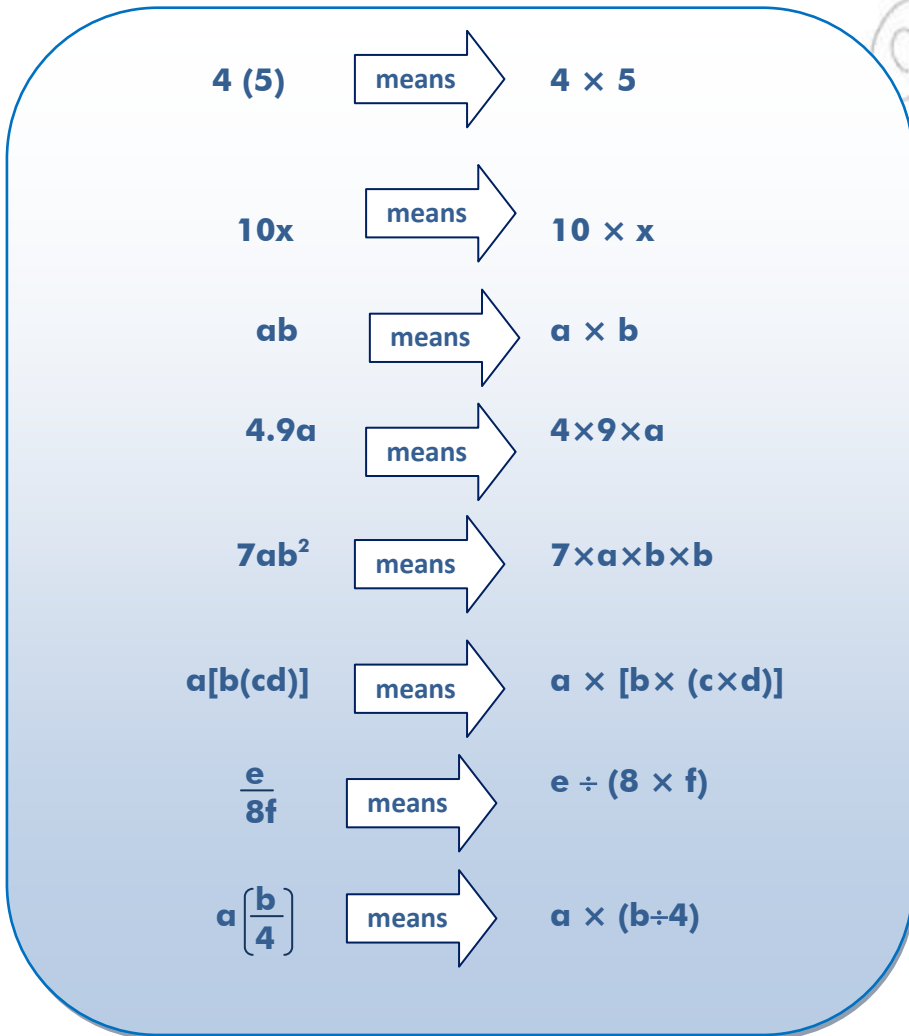 4 (5) means 4 × 5
10x means 10 × x
ab means a × b
4.9a means 4×9×a
7ab² means 7×a×b×b
a[b(cd)] means a × [b× (c×d)]
e/8f means e ÷ (8 × f)
a(b/4) means a × (b÷4)